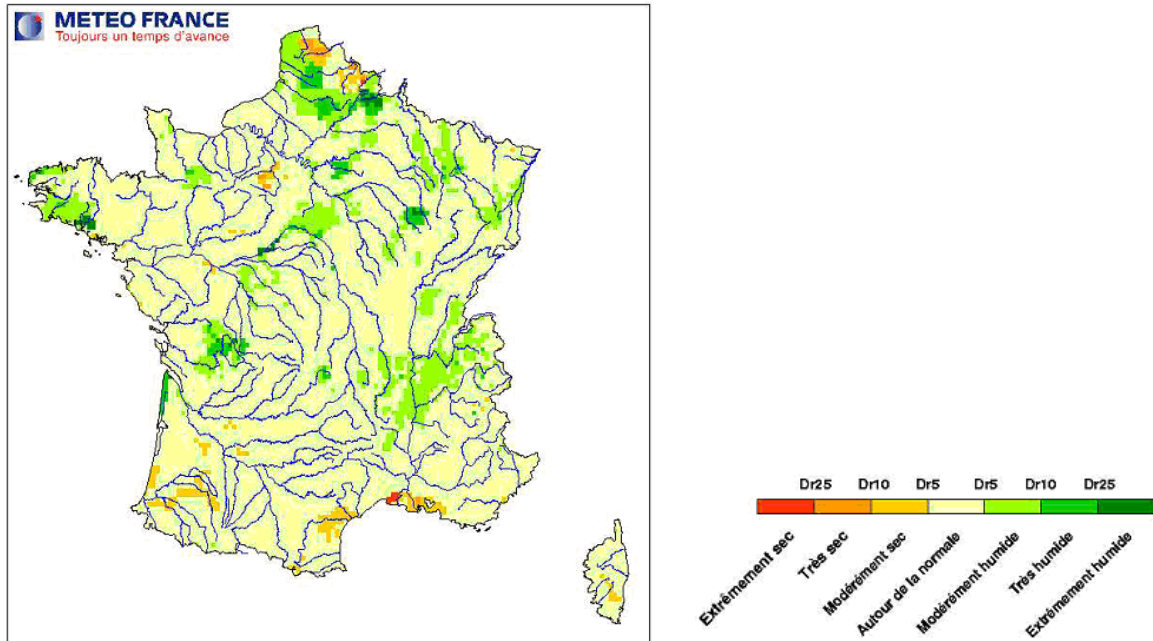 METEO FRANCE
Toujours un temps d'avance
Dr25 Dr10 Dr5 Dr5 Dr10 Dr25
Extrêmement sec
Très sec
Modérément sec
Autour de la normale
Modérément humide
Très humide
Extrêmement humide